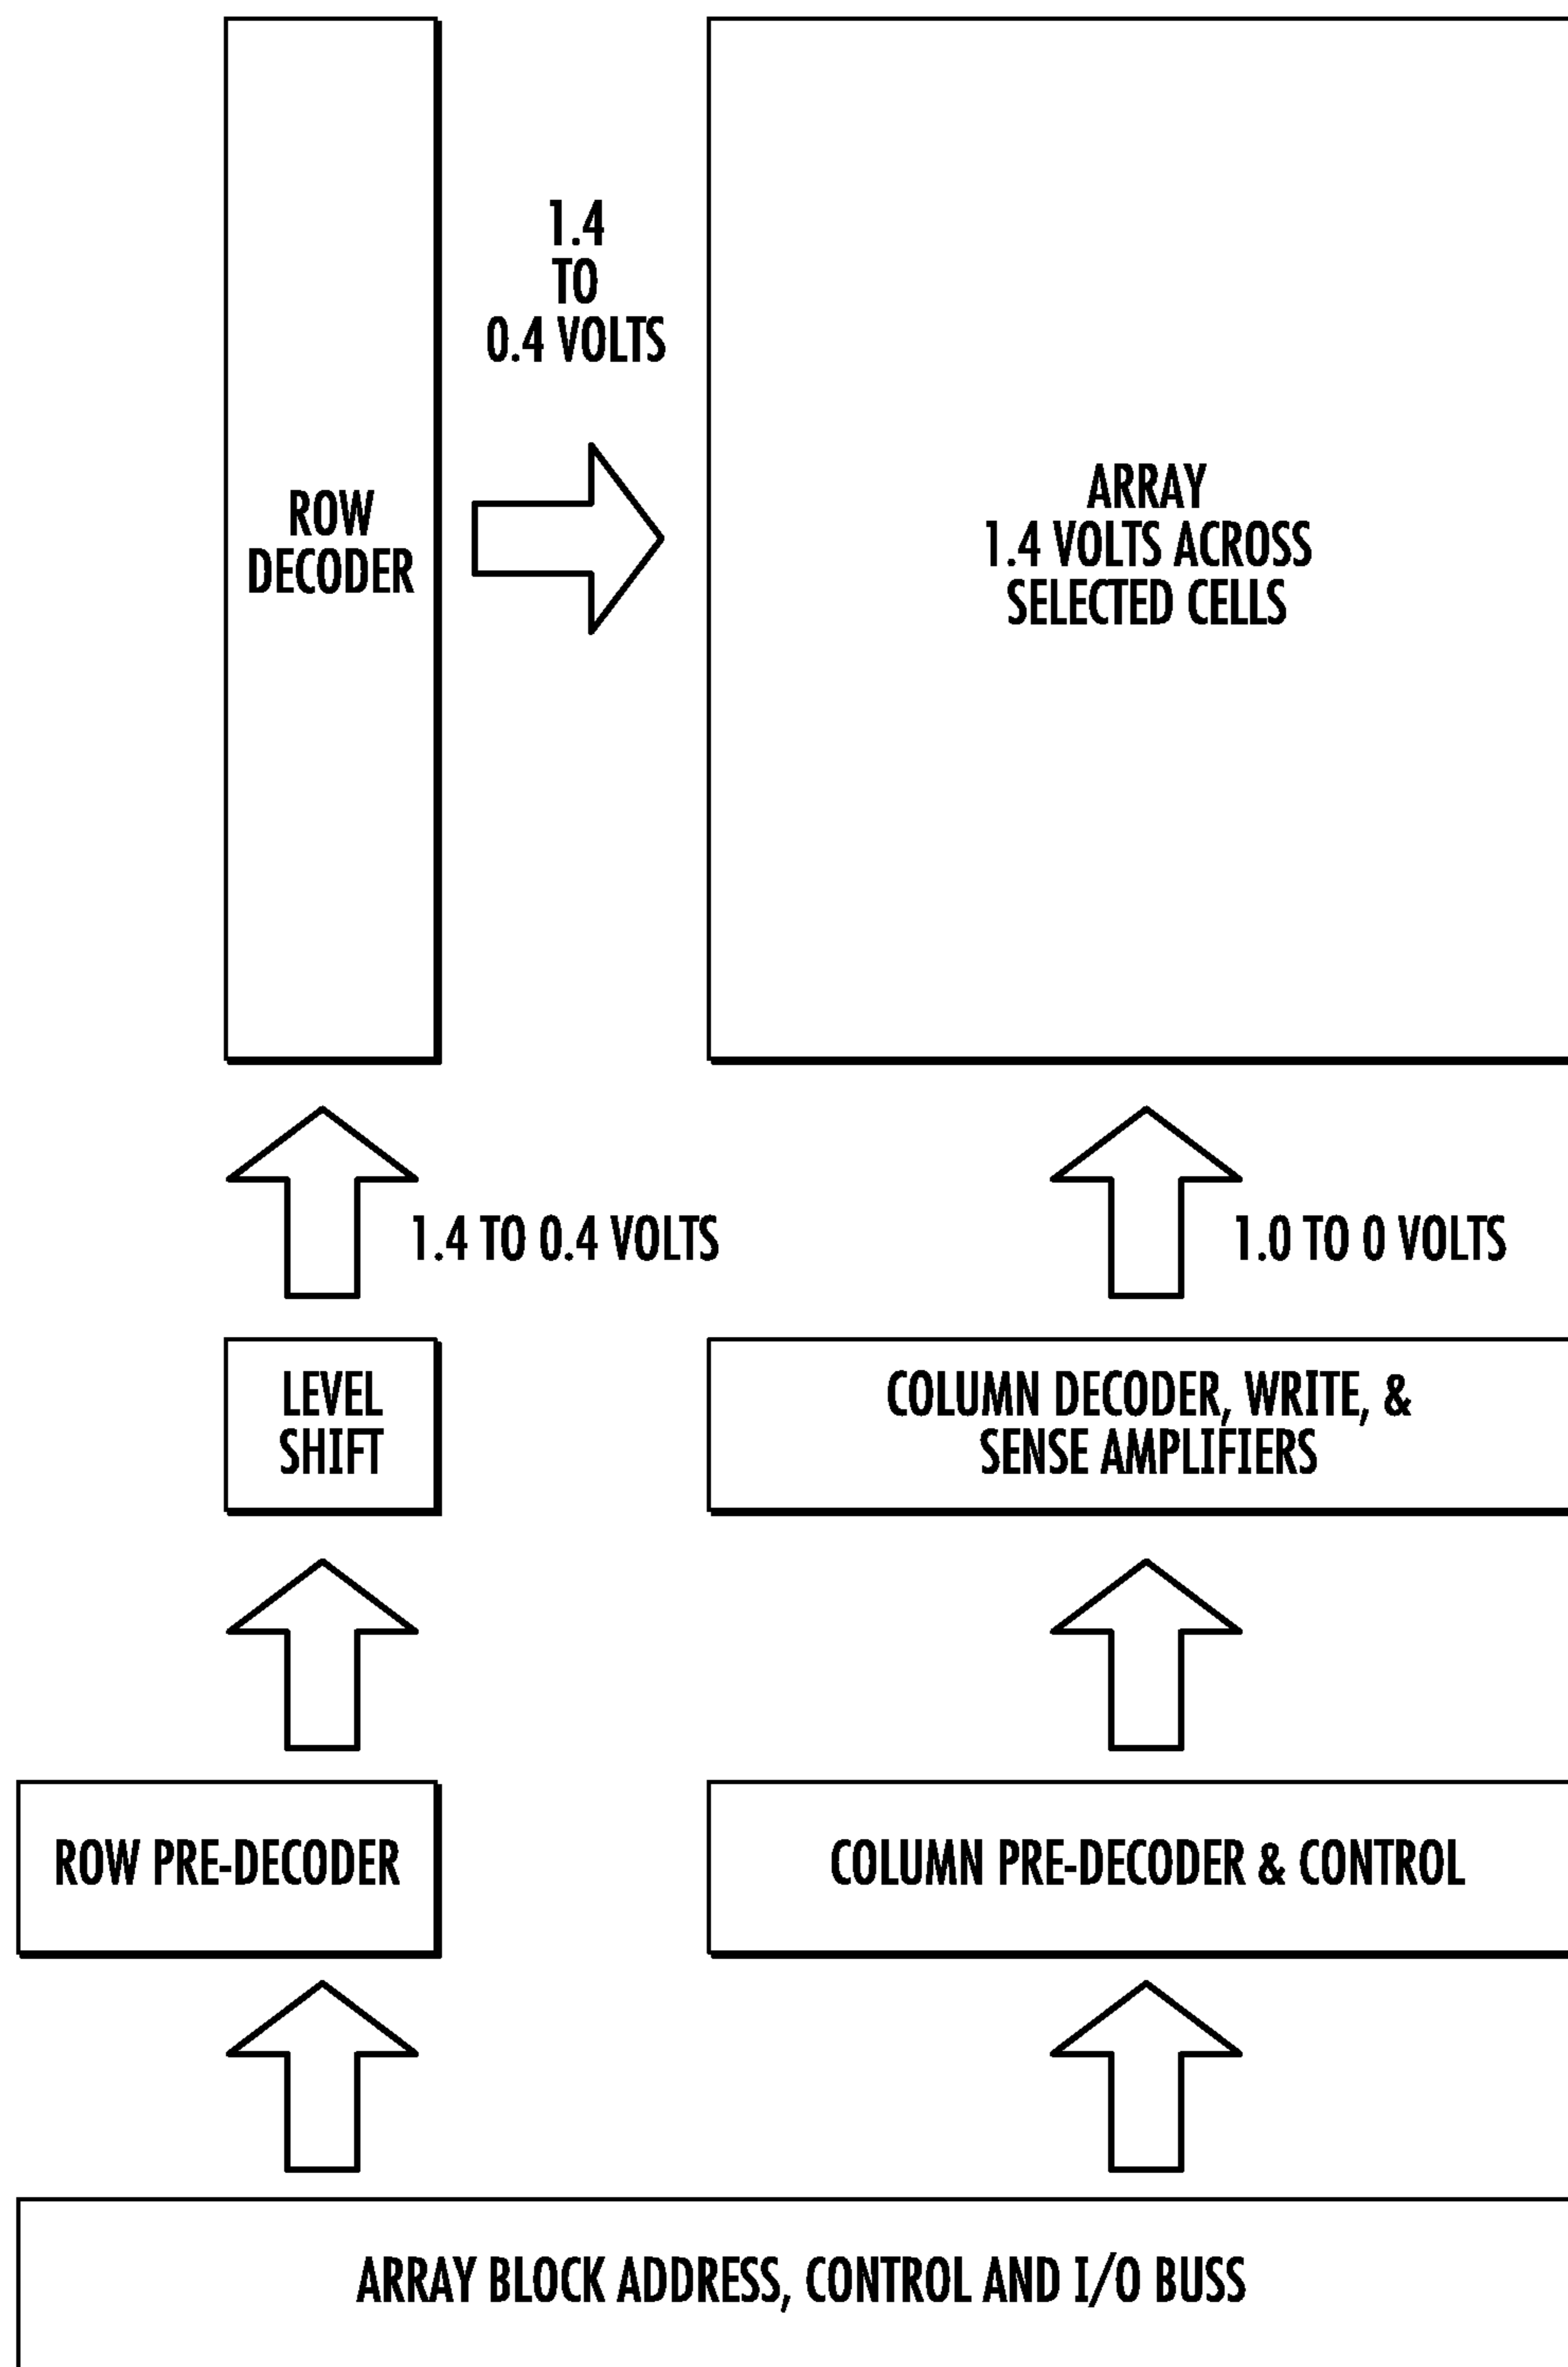 1.4
TO
0.4 VOLTS
ROW
DECODER
ARRAY
1.4 VOLTS ACROSS
SELECTED CELLS
1.4 TO 0.4 VOLTS
1.0 TO 0 VOLTS
LEVEL
SHIFT
COLUMN DECODER, WRITE, &
SENSE AMPLIFIERS
ROW PRE-DECODER
COLUMN PRE-DECODER & CONTROL
ARRAY BLOCK ADDRESS, CONTROL AND I/O BUSS